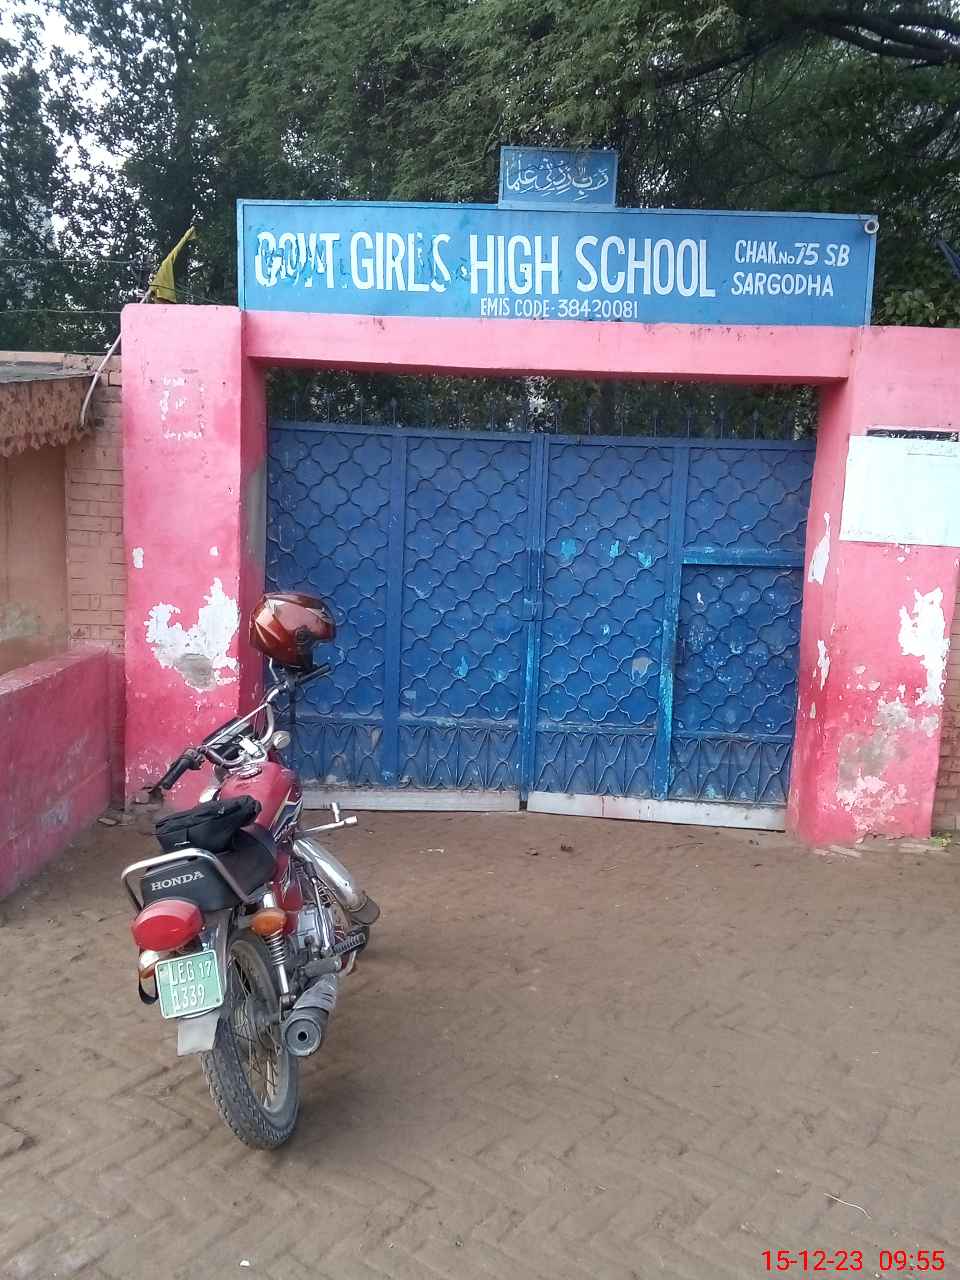 رَبِّ زِدْنِیْ عِلْمًا
GOVT. GIRLS HIGH SCHOOL
CHAK.No 75 SB
SARGODHA
EMIS CODE-38420081
HONDA
LEG 17
1339
15-12-23 09:55